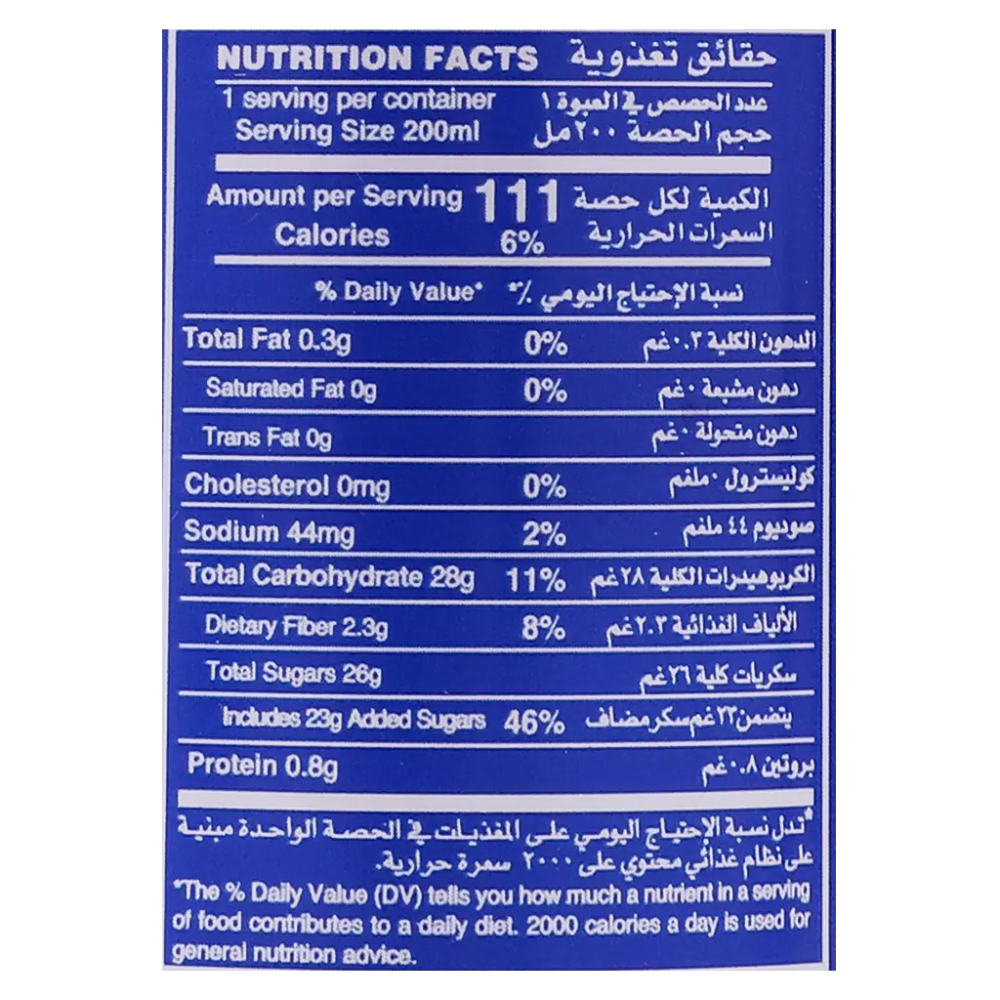 NUTRITION FACTS حقائق تغذوية
1 serving per container عدد الحصص في العبوة ١
Serving Size 200ml حجم الحصة ٢٠٠ مل
Amount per Serving 111 الكمية لكل حصة
Calories 6% السعرات الحرارية
% Daily Value* نسبة الإحتياج اليومي ٪*
Total Fat 0.3g 0% الدهون الكلية ٠.٣ غم
Saturated Fat 0g 0% دهون مشبعة ٠ غم
Trans Fat 0g دهون متحولة ٠ غم
Cholesterol 0mg 0% كوليسترول ٠ ملغم
Sodium 44mg 2% صوديوم ٤٤ ملغم
Total Carbohydrate 28g 11% الكربوهيدرات الكلية ٢٨ غم
Dietary Fiber 2.3g 8% الألياف الغذائية ٢.٣ غم
Total Sugars 26g سكريات كلية ٢٦ غم
Includes 23g Added Sugars 46% يتضمن ٢٣ غم سكر مضاف
Protein 0.8g بروتين ٠.٨ غم
*تدل نسبة الإحتياج اليومي على المغذيات في الحصة الواحدة مبنية
على نظام غذائي محتوي على ٢٠٠٠ سعرة حرارية.
*The % Daily Value (DV) tells you how much a nutrient in a serving
of food contributes to a daily diet. 2000 calories a day is used for
general nutrition advice.